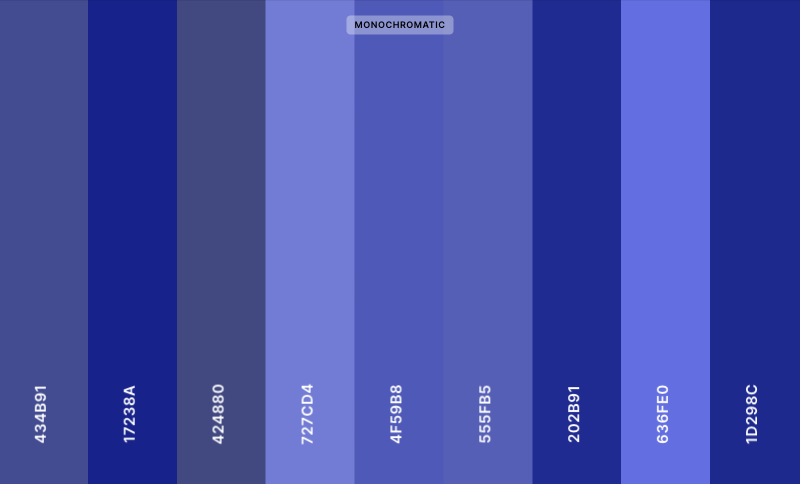 MONOCHROMATIC
434B91
17238A
424880
727CD4
4F59B8
555FB5
202B91
636FE0
1D298C